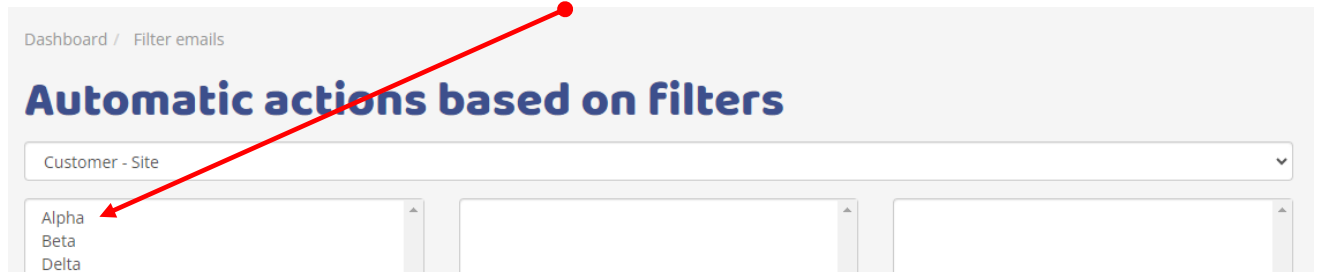 Dashboard / Filter emails
Automatic actions based on filters
Customer - Site
Alpha
Beta
Delta